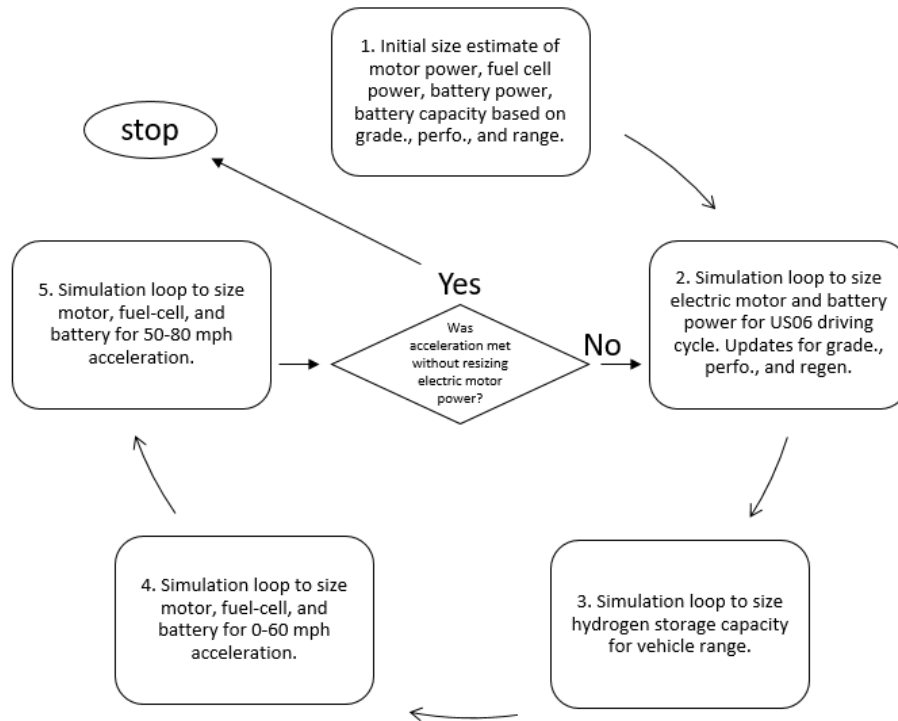 1. Initial size estimate of
motor power, fuel cell
power, battery power,
battery capacity based on
grade., perfo., and range.
stop
Yes
5. Simulation loop to size
motor, fuel-cell, and
battery for 50-80 mph
acceleration.
Was
acceleration met
without resizing
electric motor
power?
No
2. Simulation loop to size
electric motor and battery
power for US06 driving
cycle. Updates for grade.,
perfo., and regen.
4. Simulation loop to size
motor, fuel-cell, and
battery for 0-60 mph
acceleration.
3. Simulation loop to size
hydrogen storage capacity
for vehicle range.